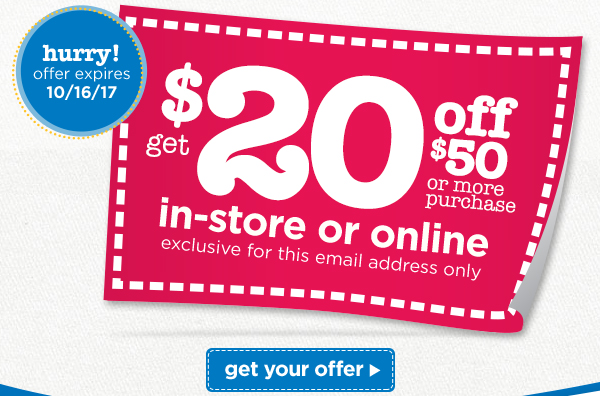 hurry!
offer expires
10/16/17
get $20 off
$50
or more
purchase
in-store or online
exclusive for this email address only
get your offer